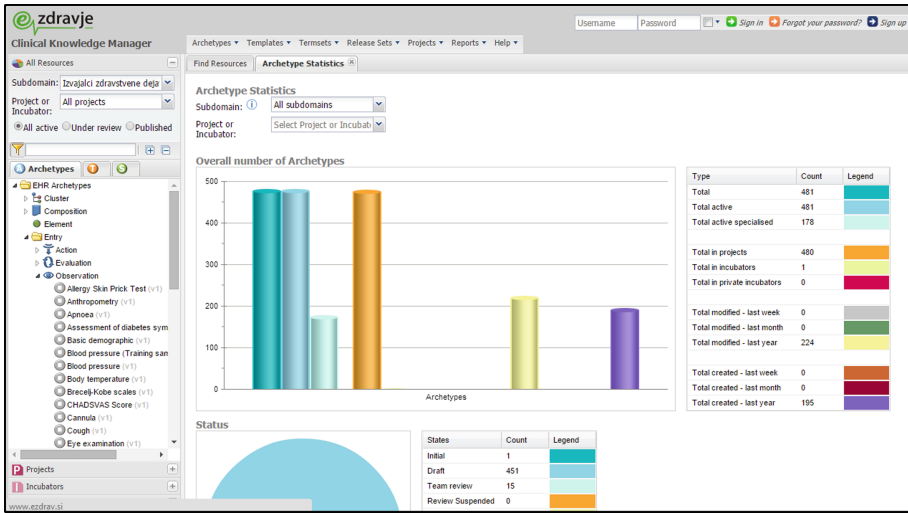 zdravje
Clinical Knowledge Manager
Username Password Sign in Forgot your password? Sign up
Archetypes Templates Termsets Release Sets Projects Reports Help
All Resources
Subdomain: Izvajalci zdravstvene deja
Project or Incubator: All projects
All active Under review Published
Archetypes T S
EHR Archetypes
Cluster
Composition
Element
Entry
Action
Evaluation
Observation
Allergy Skin Prick Test (v1)
Anthropometry (v1)
Apnoea (v1)
Assessment of diabetes sym
Basic demographic (v1)
Blood pressure (Training sam
Blood pressure (v1)
Body temperature (v1)
Brecelj-Kobe scales (v1)
CHADSVAS Score (v1)
Cannula (v1)
Cough (v1)
Eye examination (v1)
P Projects
I Incubators
www.ezdrav.si
Find Resources Archetype Statistics
Archetype Statistics
Subdomain: i All subdomains
Project or Incubator: Select Project or Incubat
Overall number of Archetypes
500
400
300
200
100
0
Archetypes
Type Count Legend
Total 481
Total active 481
Total active specialised 178
Total in projects 480
Total in incubators 1
Total in private incubators 0
Total modified - last week 0
Total modified - last month 0
Total modified - last year 224
Total created - last week 0
Total created - last month 0
Total created - last year 195
Status
States Count Legend
Initial 1
Draft 451
Team review 15
Review Suspended 0